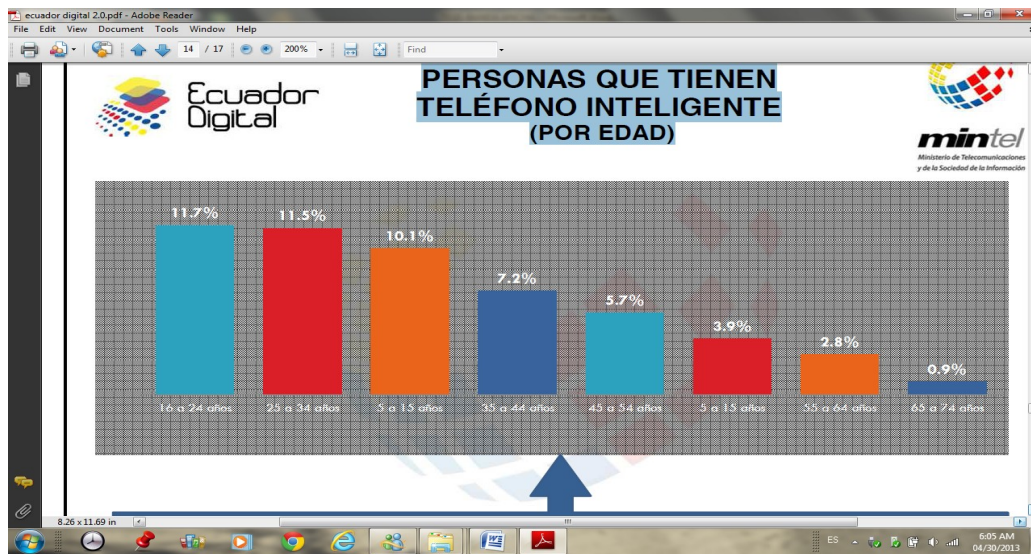 ecuador digital 2.0.pdf - Adobe Reader
File Edit View Document Tools Window Help
14 / 17 200% Find
Ecuador
Digital
PERSONAS QUE TIENEN
TELÉFONO INTELIGENTE
(POR EDAD)
mintel
Ministerio de Telecomunicaciones
y de la Sociedad de la Información
11.7% 11.5% 10.1% 7.2% 5.7% 3.9% 2.8% 0.9%
16 a 24 años 25 a 34 años 5 a 15 años 35 a 44 años 45 a 54 años 5 a 15 años 55 a 64 años 65 a 74 años
8.26 x 11.69 in
ES 6:05 AM
04/30/2013